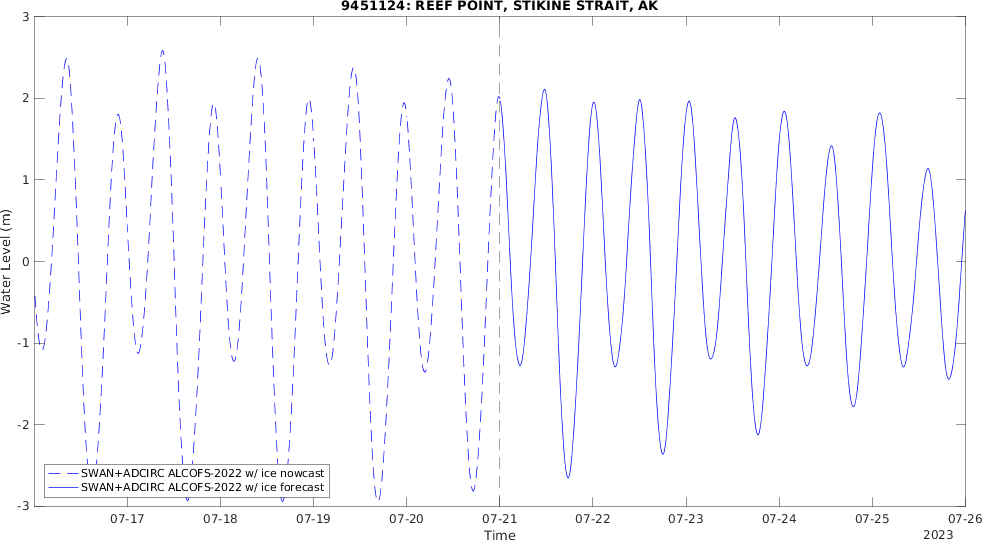 9451124: REEF POINT, STIKINE STRAIT, AK
Water Level (m)
3
2
1
0
-1
-2
-3
SWAN+ADCIRC ALCOFS-2022 w/ ice nowcast
SWAN+ADCIRC ALCOFS-2022 w/ ice forecast
07-17 07-18 07-19 07-20 07-21 07-22 07-23 07-24 07-25 07-26
Time
2023